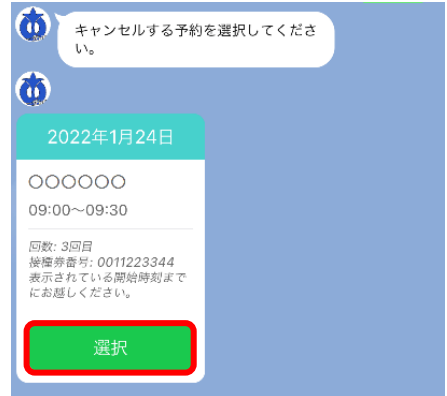 キャンセルする予約を選択してくださ
い。
2022年1月24日
○○○○○○
09:00～09:30
回数: 3回目
接種券番号: 0011223344
表示されている開始時刻まで
にお越しください。
選択